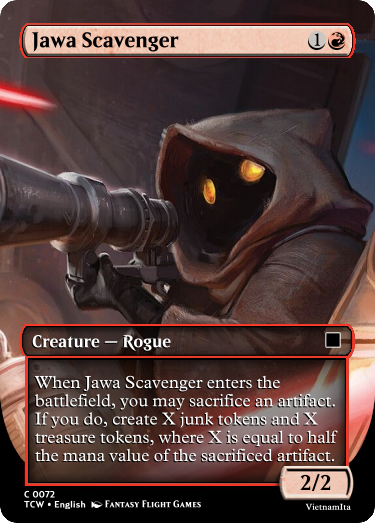 Jawa Scavenger 1
Creature — Rogue
When Jawa Scavenger enters the
battlefield, you may sacrifice an artifact.
If you do, create X junk tokens and X
treasure tokens, where X is equal to half
the mana value of the sacrificed artifact.
2/2
C 0072
TCW • English Fantasy Flight Games
VietnamIta